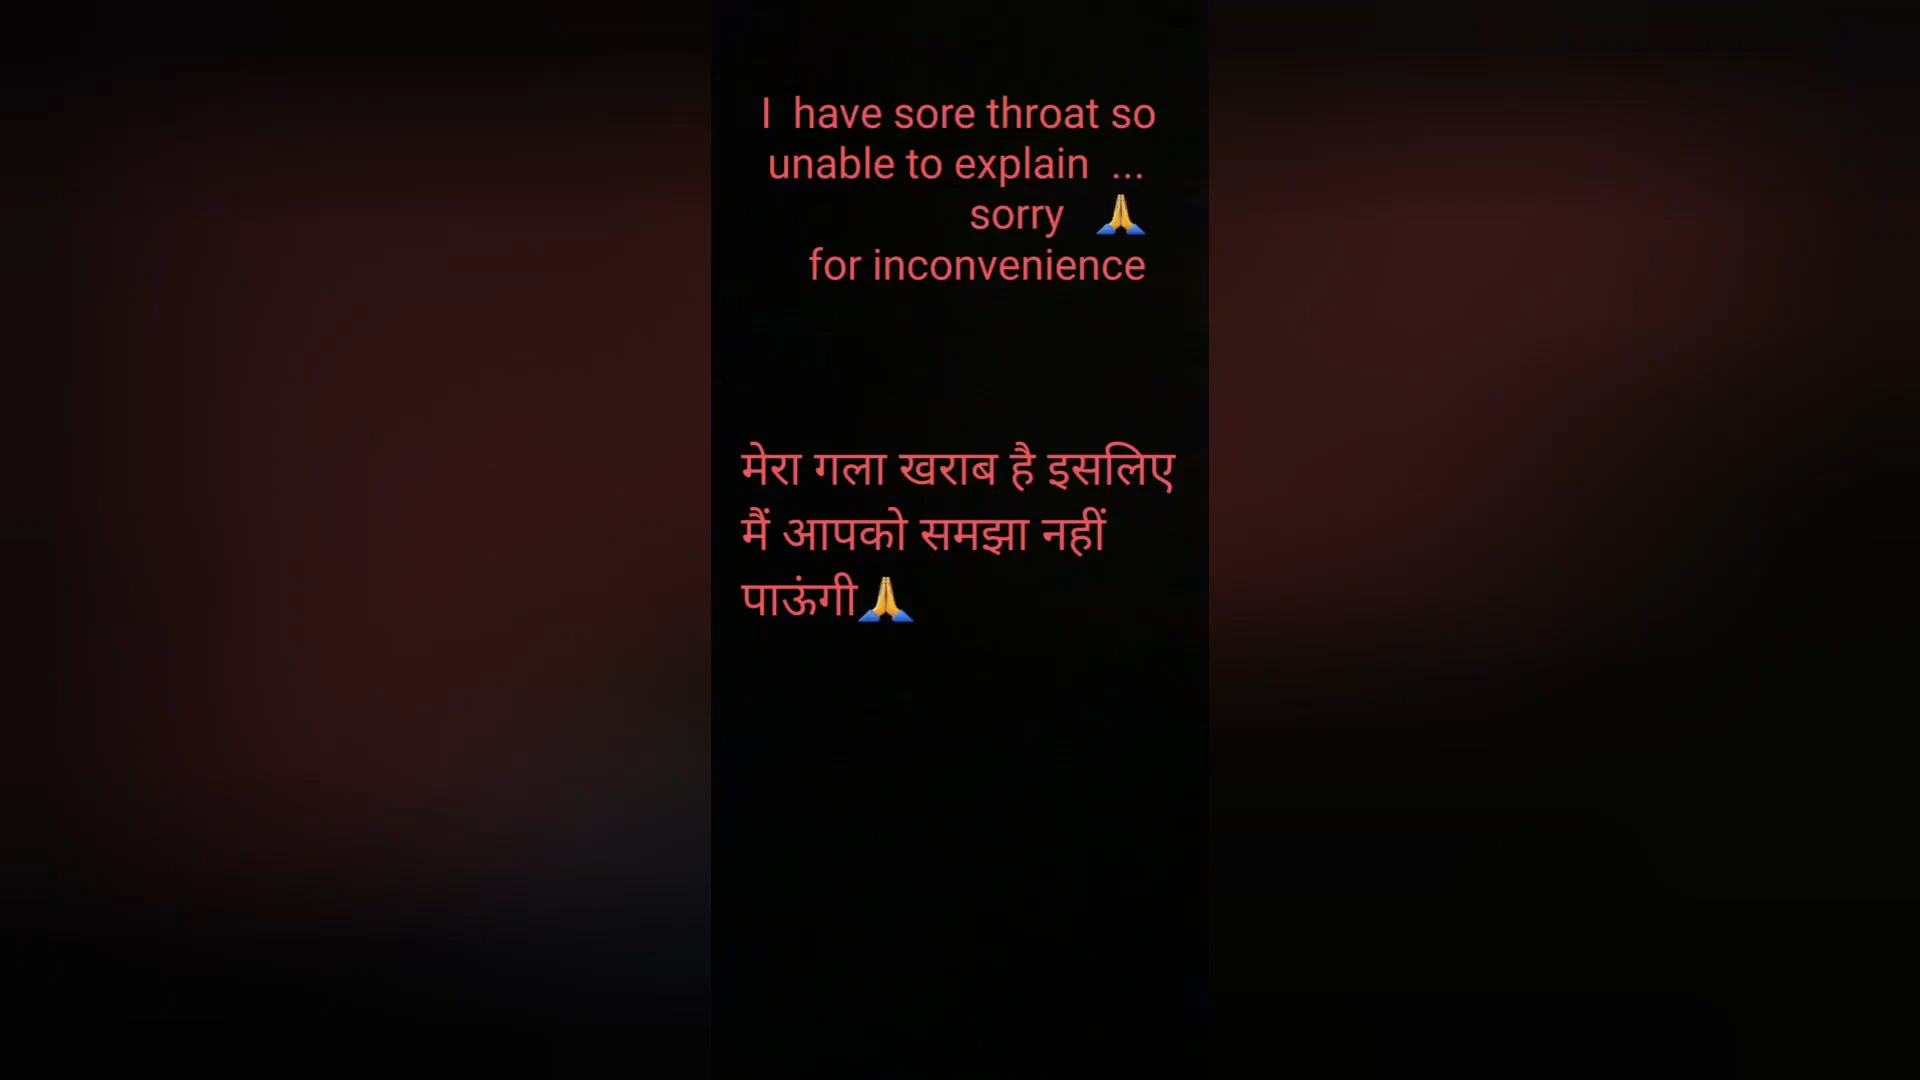 I have sore throat so
unable to explain ...
sorry 🙏
for inconvenience
मेरा गला खराब है इसलिए
मैं आपको समझा नहीं
पाऊंगी🙏